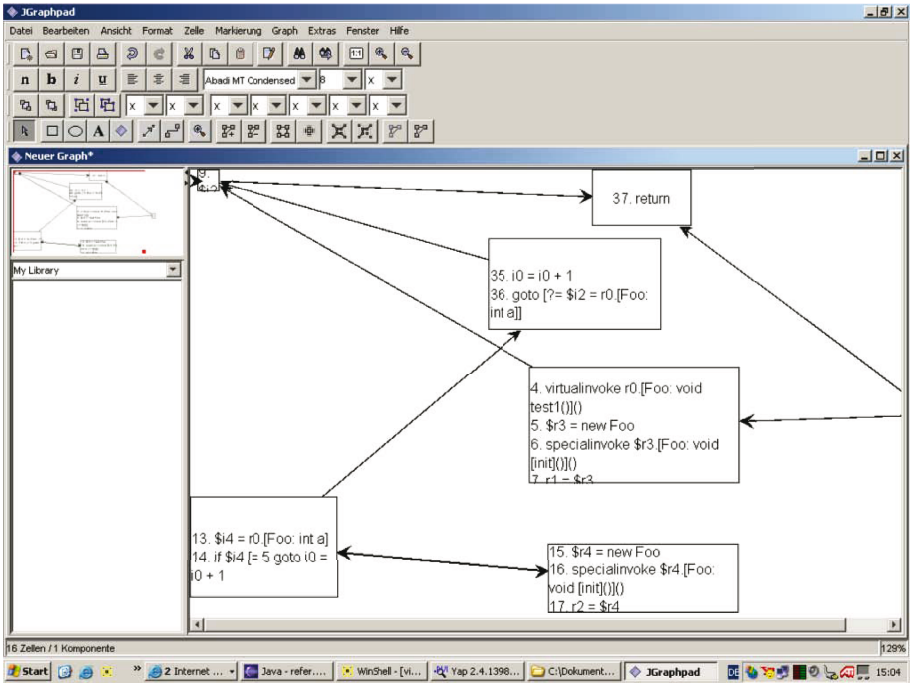 JGraphpad
Datei Bearbeiten Ansicht Format Zelle Markierung Graph Extras Fenster Hilfe
1:1
n b i u Abadi MT Condensed 8 X
X X X X X X X
A
Neuer Graph*
9.
37. return
35. i0 = i0 + 1
36. goto [?= $i2 = r0.[Foo:
int a]]
My Library
4. virtualinvoke r0.[Foo: void
test1()]()
5. $r3 = new Foo
6. specialinvoke $r3.[Foo: void
[init]()]()
7. r1 = $r3
13. $i4 = r0.[Foo: int a]
14. if $i4 [= 5 goto i0 =
i0 + 1
15. $r4 = new Foo
16. specialinvoke $r4.[Foo:
void [init]()]()
17. r2 = $r4
16 Zellen / 1 Komponente 129%
Start » 2 Internet ... Java - refer.... WinShell - [vi... Yap 2.4.1398... C:\Dokument... JGraphpad DE 15:04